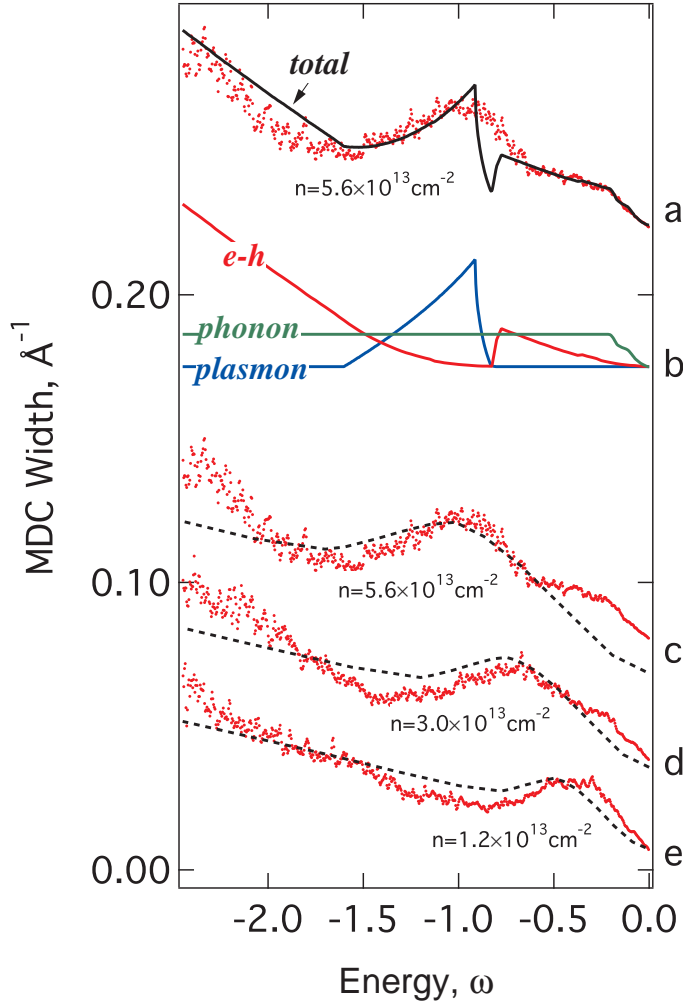 total
n=5.6×10¹³cm⁻²
a
e-h
0.20
phonon
plasmon
b
MDC Width, Å⁻¹
0.10
n=5.6×10¹³cm⁻²
c
n=3.0×10¹³cm⁻²
d
n=1.2×10¹³cm⁻²
e
0.00
-2.0 -1.5 -1.0 -0.5 0.0
Energy, ω